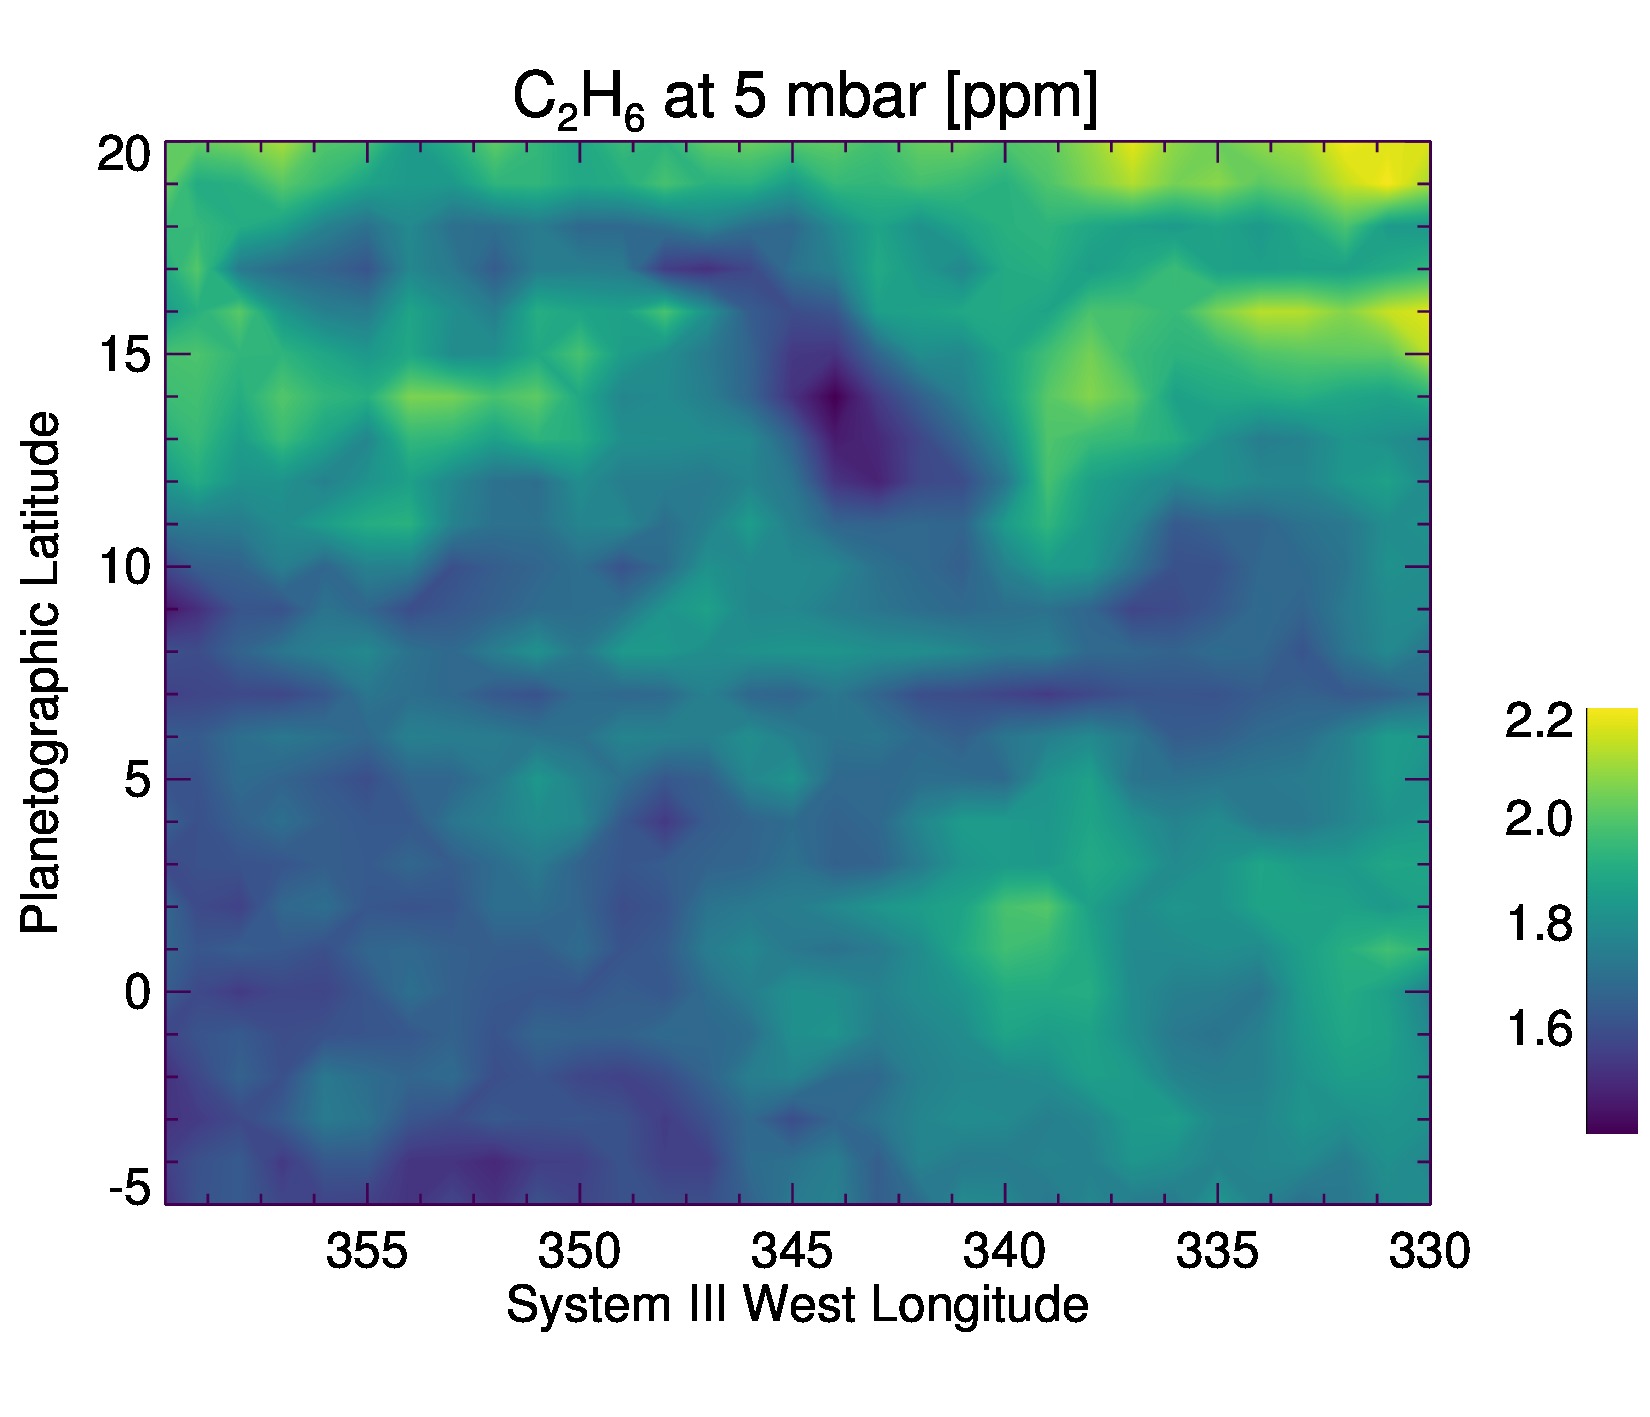 C₂H₆ at 5 mbar [ppm]
20
15
10
5
0
-5
Planetographic Latitude
355 350 345 340 335 330
System III West Longitude
2.2
2.0
1.8
1.6